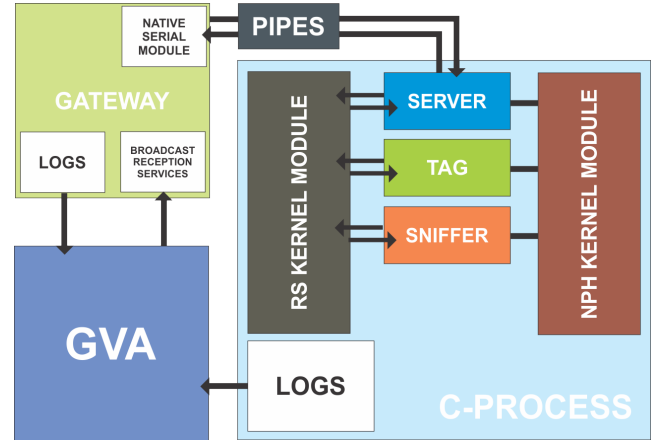 NATIVE
SERIAL
MODULE
PIPES
GATEWAY
LOGS
BROADCAST
RECEPTION
SERVICES
GVA
RS KERNEL MODULE
SERVER
TAG
SNIFFER
NPH KERNEL MODULE
LOGS
C-PROCESS